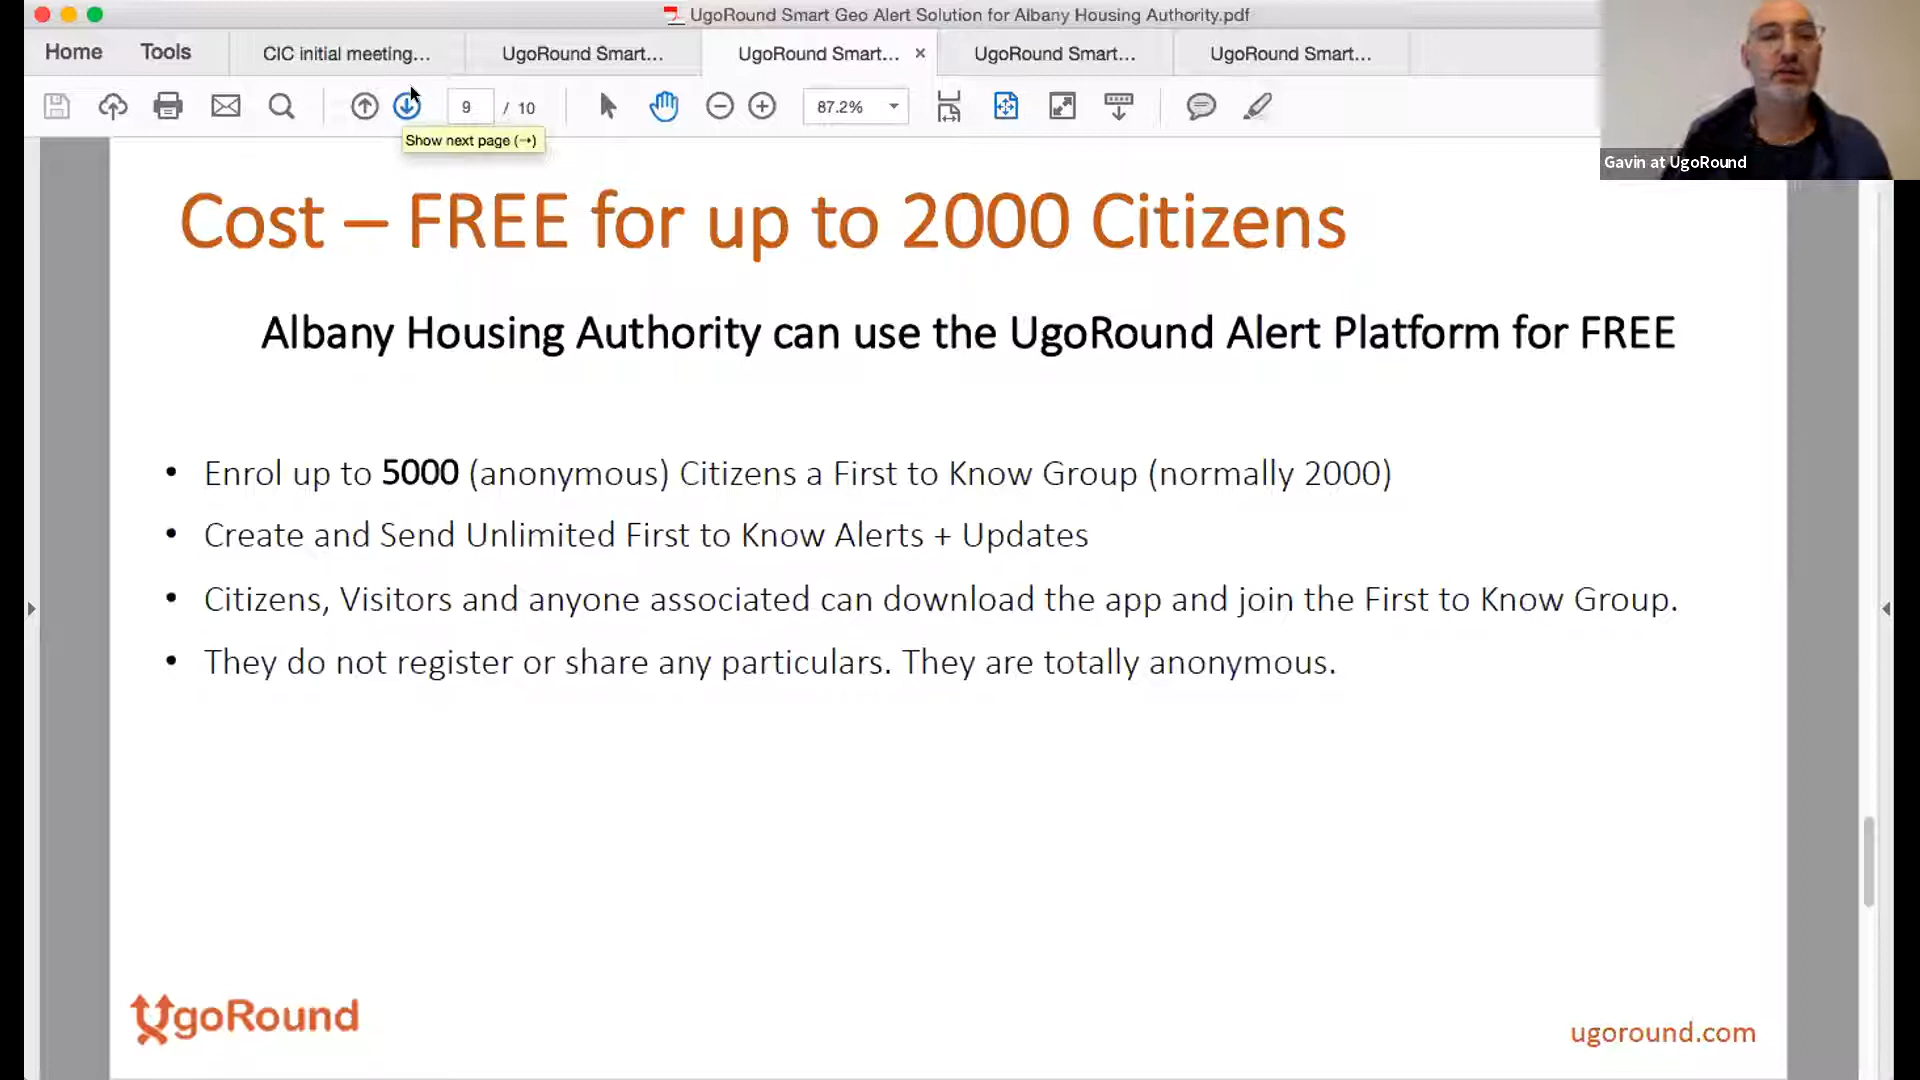 UgoRound Smart Geo Alert Solution for Albany Housing Authority.pdf
Home Tools CIC initial meeting... UgoRound Smart... UgoRound Smart... × UgoRound Smart... UgoRound Smart...
9 / 10 87.2%
Show next page (→)
Gavin at UgoRound
Cost – FREE for up to 2000 Citizens
Albany Housing Authority can use the UgoRound Alert Platform for FREE
• Enrol up to 5000 (anonymous) Citizens a First to Know Group (normally 2000)
• Create and Send Unlimited First to Know Alerts + Updates
• Citizens, Visitors and anyone associated can download the app and join the First to Know Group.
• They do not register or share any particulars. They are totally anonymous.
UgoRound
ugoround.com